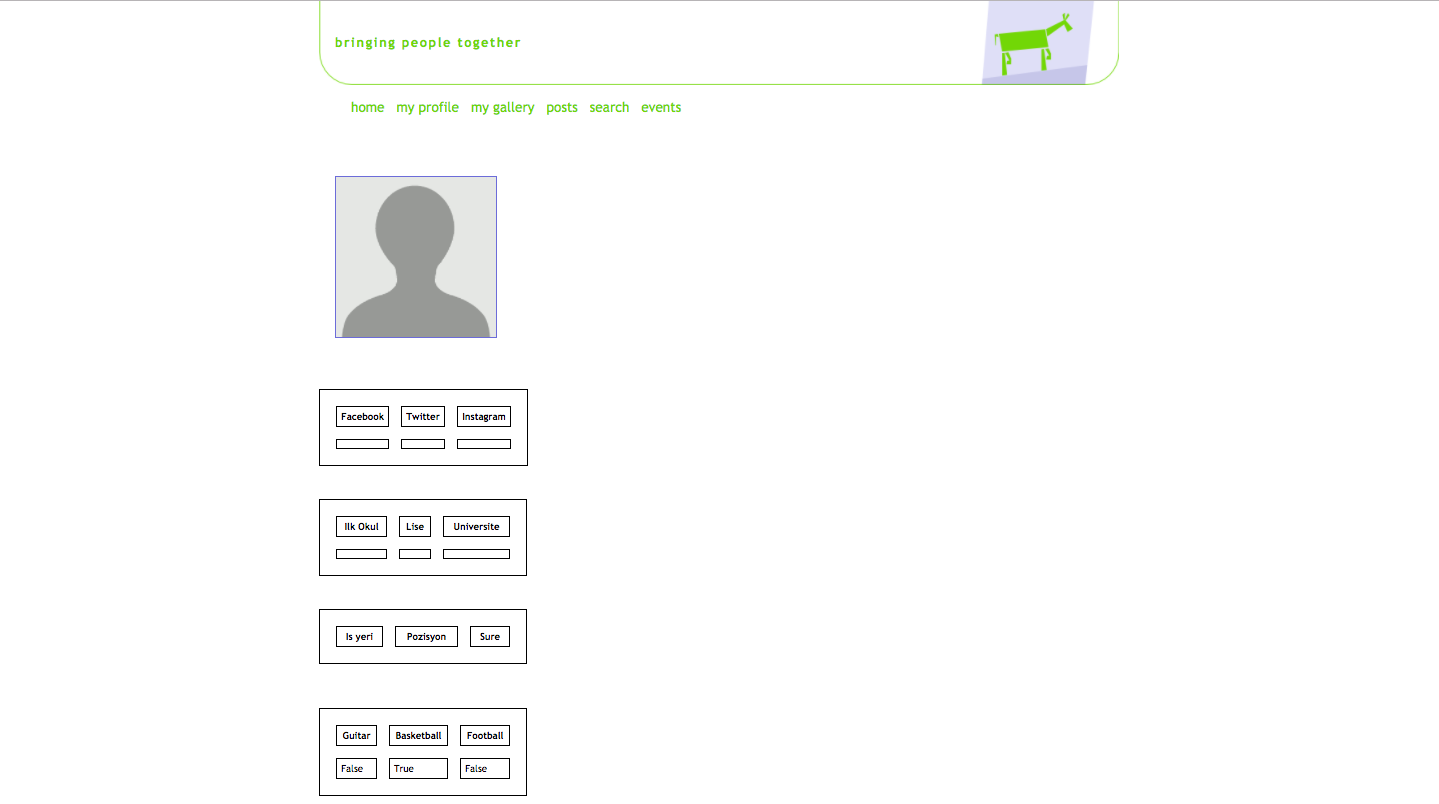 bringing people together
home my profile my gallery posts search events
Facebook Twitter Instagram
Ilk Okul Lise Universite
Is yeri Pozisyon Sure
Guitar Basketball Football
False True False